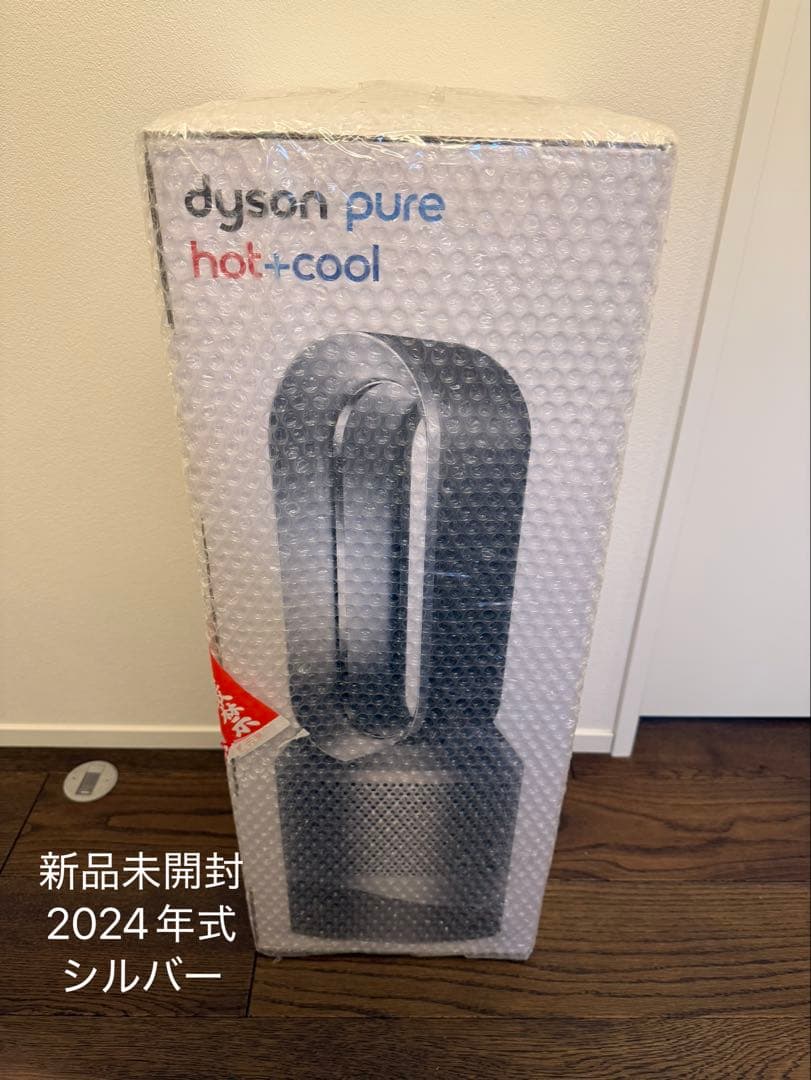 dyson pure
hot+cool
新品未開封
2024年式
シルバー